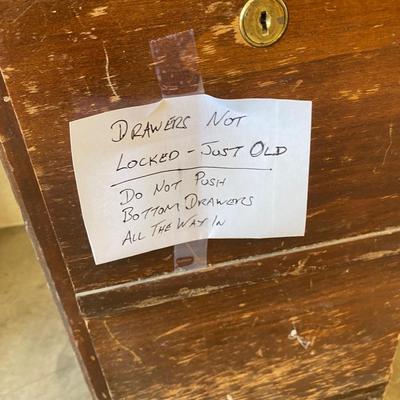 DRAWERS NOT
LOCKED - JUST OLD
DO NOT PUSH
BOTTOM DRAWERS
ALL THE WAY IN